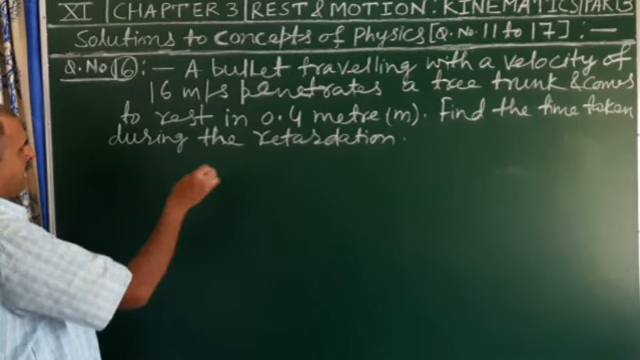 XI | CHAPTER 3 | REST & MOTION : KINEMATICS | PART 3
Solutions to Concepts of Physics [Q. No. 11 to 17] : —
Q. No. 16 : — A bullet travelling with a velocity of
16 m/s penetrates a tree trunk & comes
to rest in 0.4 metre (m). Find the time taken
during the retardation.